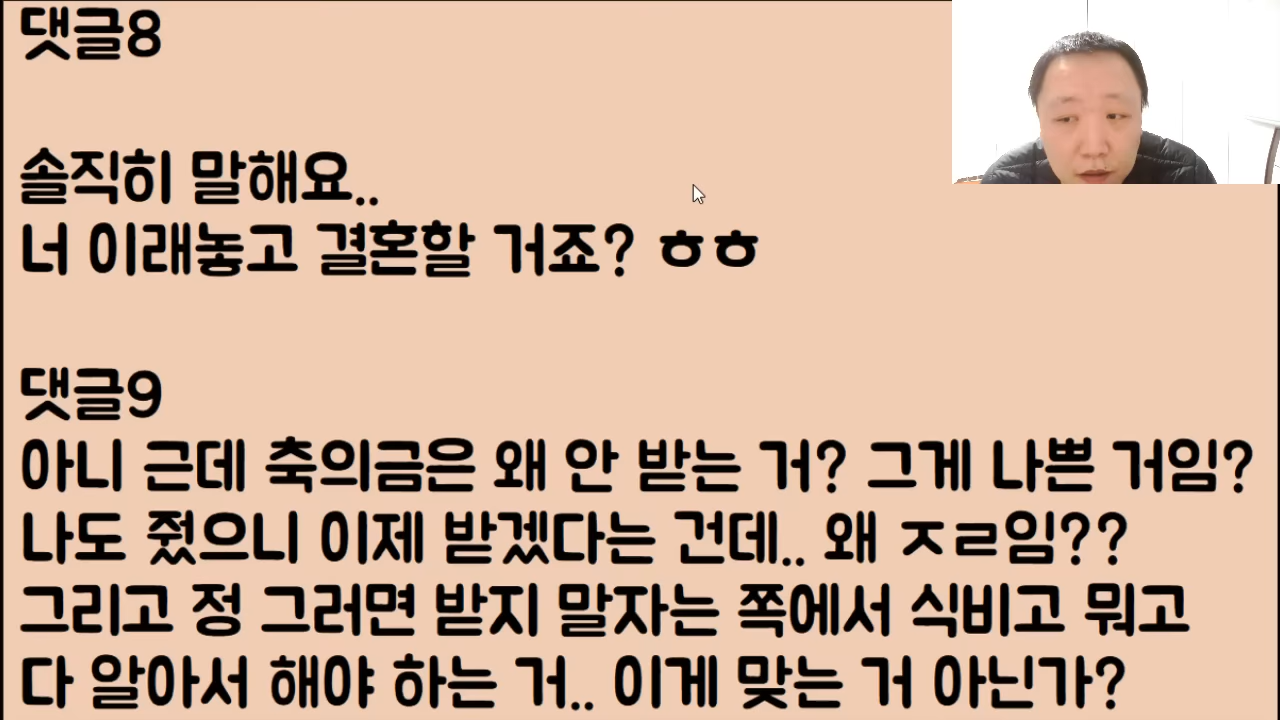 댓글8
솔직히 말해요..
너 이래놓고 결혼할 거죠? ㅎㅎ
댓글9
아니 근데 축의금은 왜 안 받는 거? 그게 나쁜 거임?
나도 줬으니 이제 받겠다는 건데.. 왜 ㅈㄹ임??
그리고 정 그러면 받지 말자는 쪽에서 식비고 뭐고
다 알아서 해야 하는 거.. 이게 맞는 거 아닌가?